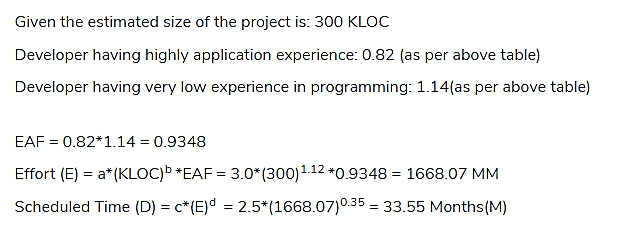 Given the estimated size of the project is: 300 KLOC
Developer having highly application experience: 0.82 (as per above table)
Developer having very low experience in programming: 1.14(as per above table)
EAF = 0.82*1.14 = 0.9348
Effort (E) = a*(KLOC)ᵇ *EAF = 3.0*(300)¹·¹² *0.9348 = 1668.07 MM
Scheduled Time (D) = c*(E)ᵈ = 2.5*(1668.07)⁰·³⁵ = 33.55 Months(M)